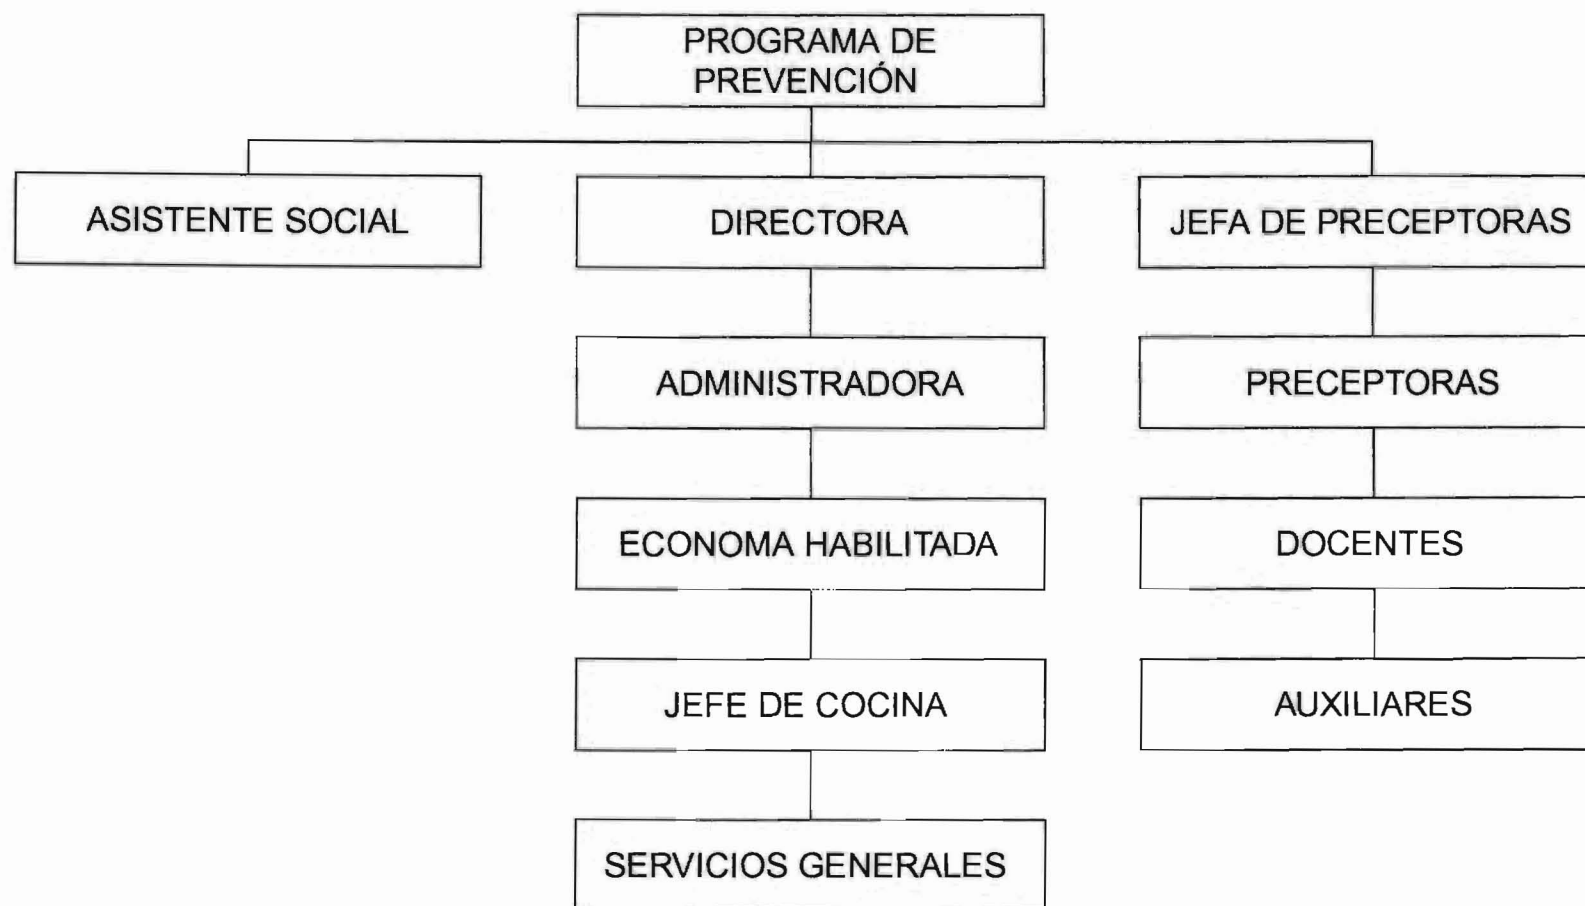 PROGRAMA DE
PREVENCIÓN
ASISTENTE SOCIAL
DIRECTORA
JEFA DE PRECEPTORAS
ADMINISTRADORA
PRECEPTORAS
ECONOMA HABILITADA
DOCENTES
JEFE DE COCINA
AUXILIARES
SERVICIOS GENERALES